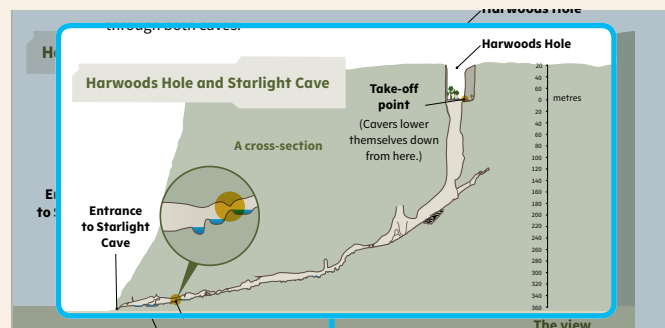 Harwoods Hole
through both caves.
Harwoods Hole
Harwoods Hole and Starlight Cave
Take-off
point
(Cavers lower
themselves down
from here.)
A cross-section
Entrance
to Starlight
Cave
20
40
60
0
metres
20
40
60
80
100
120
140
160
180
200
220
240
260
280
300
320
340
360
The view